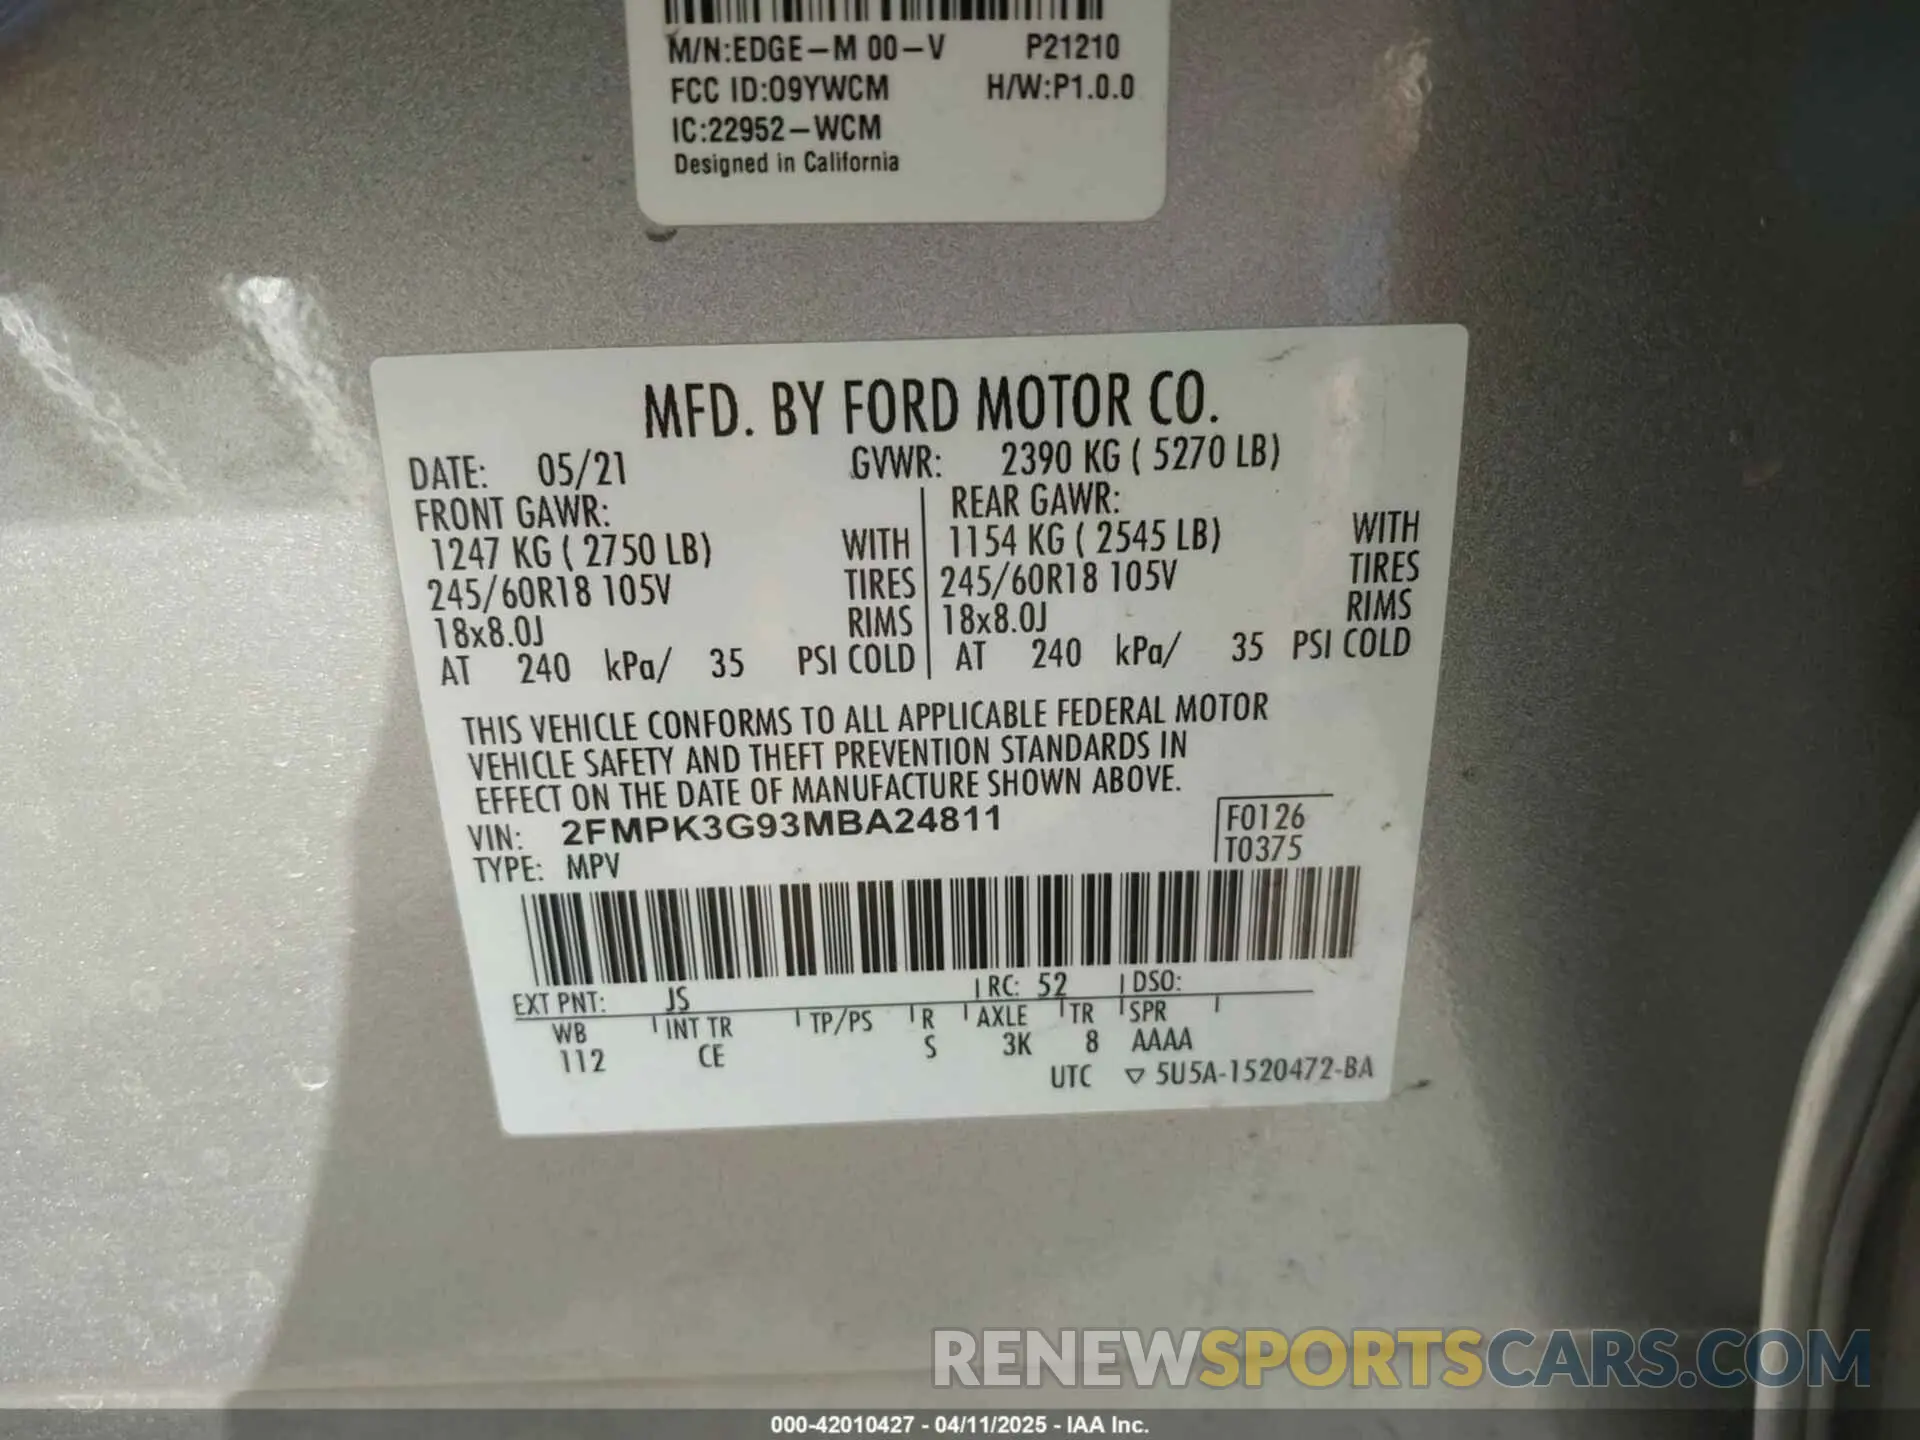 M/N:EDGE-M 00-V P21210
FCC ID:O9YWCM H/W:P1.0.0
IC:22952-WCM
Designed in California
MFD. BY FORD MOTOR CO.
DATE: 05/21 GVWR: 2390 KG ( 5270 LB)
FRONT GAWR: REAR GAWR:
1247 KG ( 2750 LB) WITH 1154 KG ( 2545 LB) WITH
245/60R18 105V TIRES 245/60R18 105V TIRES
18x8.0J RIMS 18x8.0J RIMS
AT 240 kPa/ 35 PSI COLD AT 240 kPa/ 35 PSI COLD
THIS VEHICLE CONFORMS TO ALL APPLICABLE FEDERAL MOTOR
VEHICLE SAFETY AND THEFT PREVENTION STANDARDS IN
EFFECT ON THE DATE OF MANUFACTURE SHOWN ABOVE.
VIN: 2FMPK3G93MBA24811 F0126
TYPE: MPV T0375
EXT PNT: JS RC: 52 DSO:
WB INT TR TP/PS R AXLE TR SPR
112 CE S 3K 8 AAAA
UTC ▽ 5U5A-1520472-BA
RENEWSPORTSCARS.COM
000-42010427 - 04/11/2025 - IAA Inc.